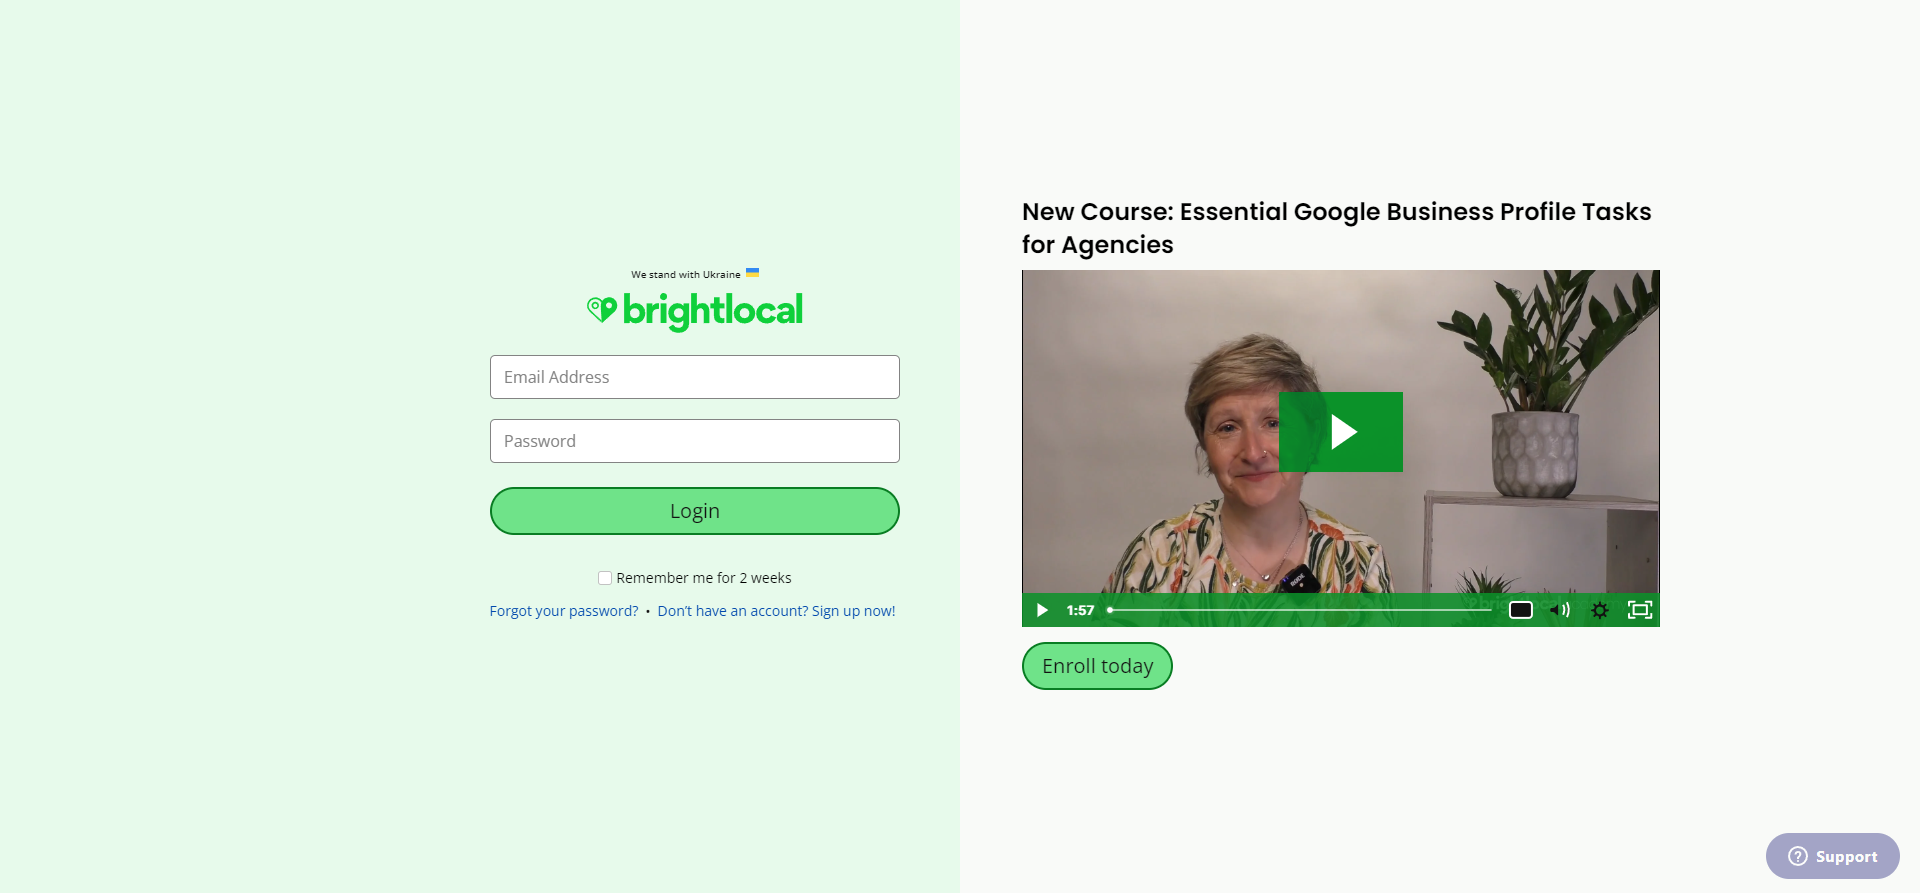 We stand with Ukraine
brightlocal
Email Address
Password
Login
Remember me for 2 weeks
Forgot your password? • Don't have an account? Sign up now!
New Course: Essential Google Business Profile Tasks
for Agencies
RODE
1:57
Enroll today
Support